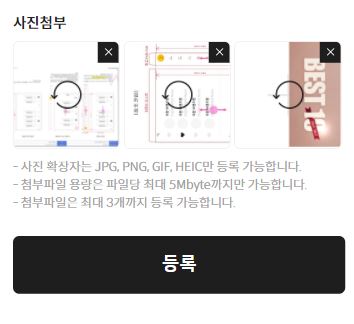 사진첨부
BEST 10
- 사진 확상자는 JPG, PNG, GIF, HEIC만 등록 가능합니다.
- 첨부파일 용량은 파일당 최대 5Mbyte까지만 가능합니다.
- 첨부파일은 최대 3개까지 등록 가능합니다.
등록